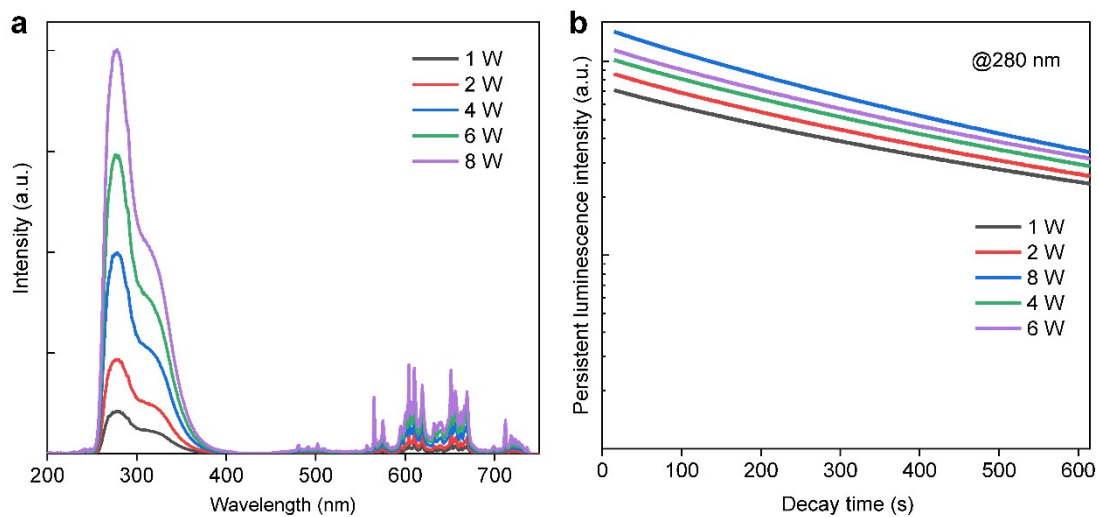 a
Intensity (a.u.)
1 W
2 W
4 W
6 W
8 W
200
300
400
500
600
700
Wavelength (nm)
b
Persistent luminescence intensity (a.u.)
@280 nm
1 W
2 W
8 W
4 W
6 W
0
100
200
300
400
500
600
Decay time (s)